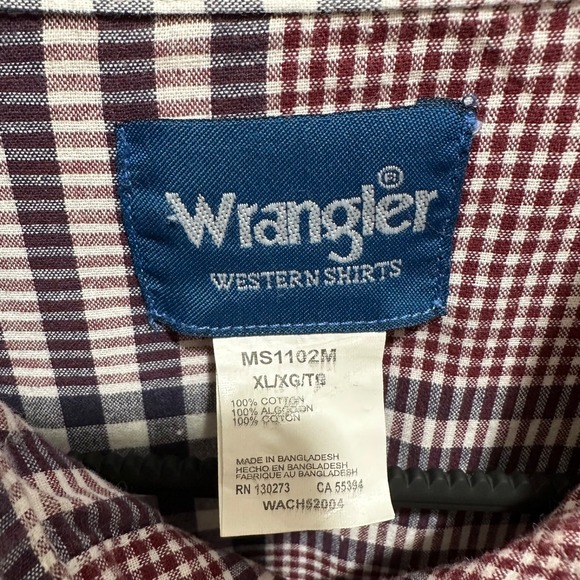 Wrangler®
WESTERN SHIRTS
MS1102M
XL/XG/TG
100% COTTON
100% ALGODON
100% COTON
MADE IN BANGLADESH
HECHO EN BANGLADESH
FABRIQUE AU BANGLADESH
RN 130273 CA 55394
WACH52004